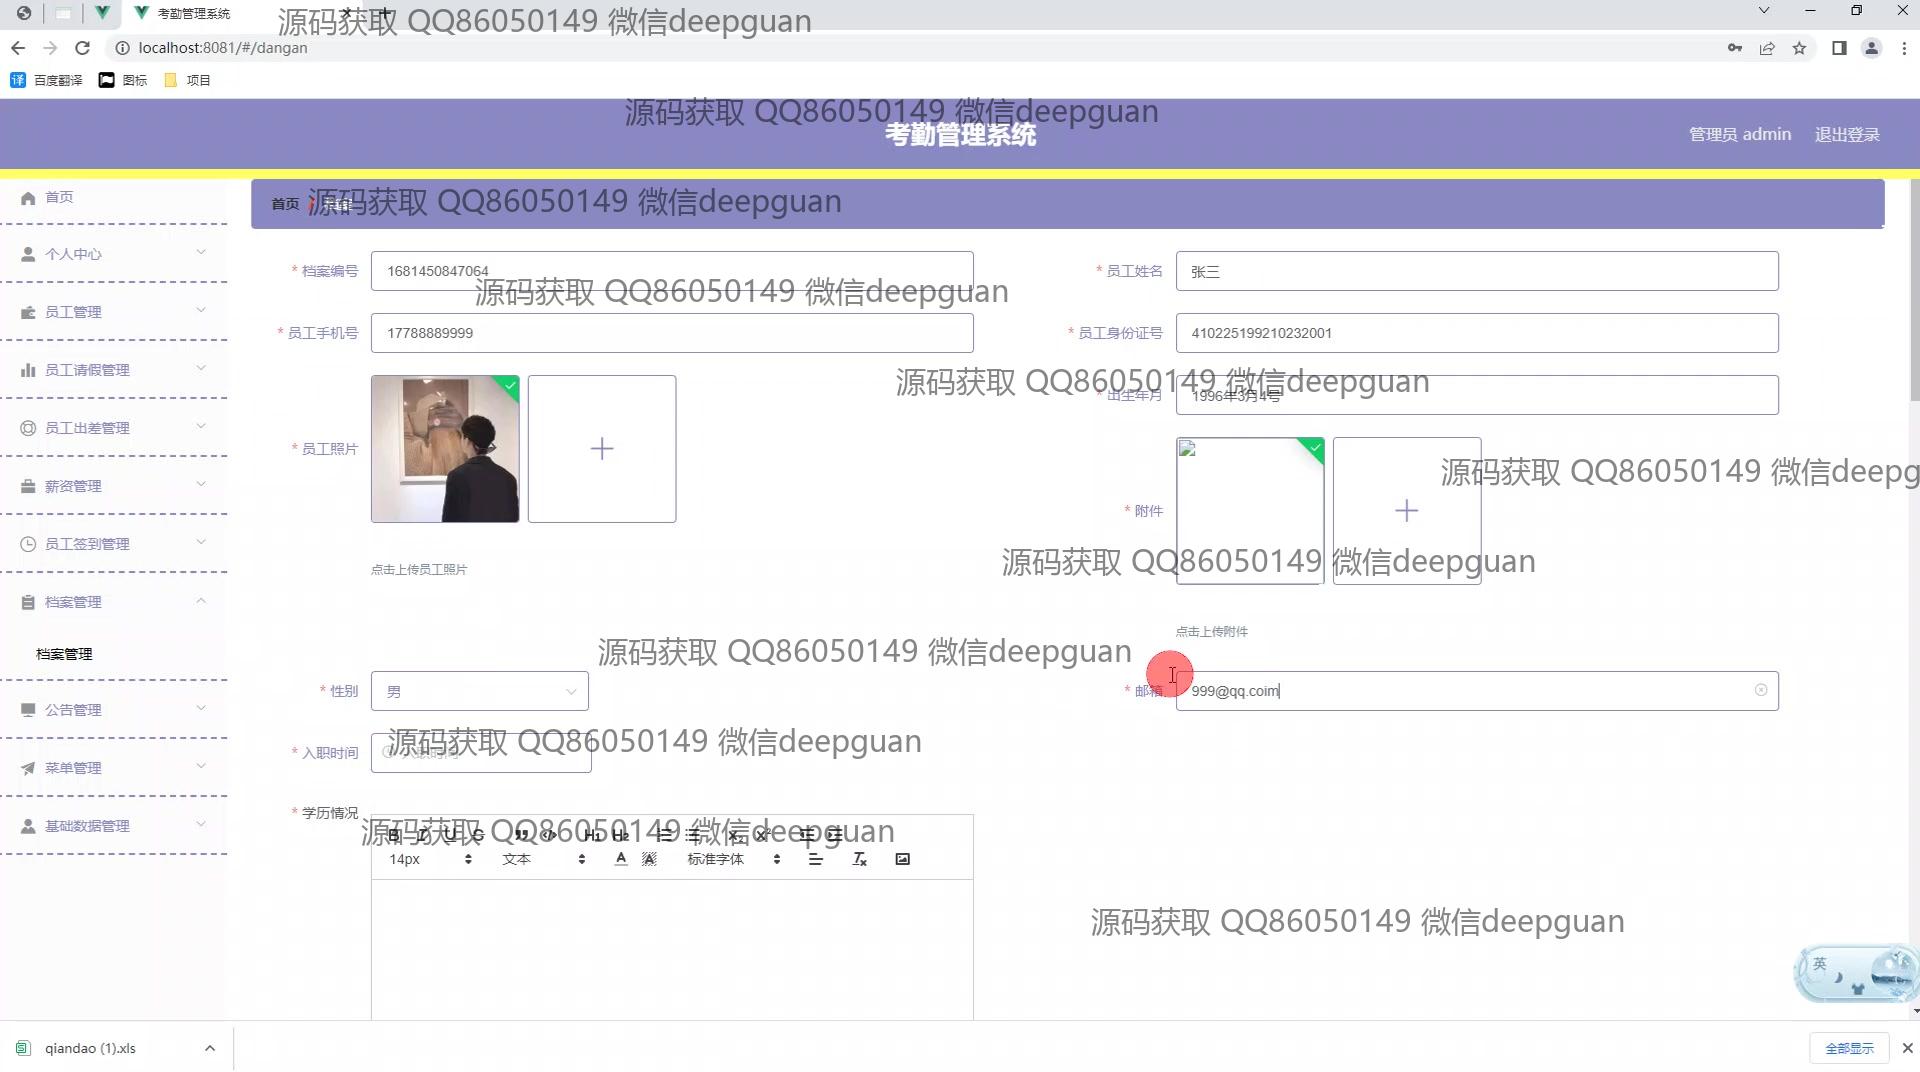 考勤管理系统
源码获取 QQ86050149 微信deepguan
localhost:8081/#/dangan
百度翻译 图标 项目
源码获取 QQ86050149 微信deepguan
考勤管理系统
管理员 admin 退出登录
首页
源码获取 QQ86050149 微信deepguan
首页
个人中心
员工管理
员工请假管理
员工出差管理
薪资管理
员工签到管理
档案管理
档案管理
公告管理
菜单管理
基础数据管理
* 档案编号 1681450847064
* 员工姓名 张三
源码获取 QQ86050149 微信deepguan
* 员工手机号 17788889999
* 员工身份证号 410225199210232001
源码获取 QQ86050149 微信deepguan
* 出生年月 1996年3月4号
* 员工照片
点击上传员工照片
源码获取 QQ86050149 微信deepg
* 附件
源码获取 QQ86050149 微信deepguan
点击上传附件
源码获取 QQ86050149 微信deepguan
* 性别 男
* 邮箱 999@qq.coim
源码获取 QQ86050149 微信deepguan
* 入职时间
* 学历情况
源码获取 QQ86050149 微信deepguan
14px 文本 标准字体
源码获取 QQ86050149 微信deepguan
英
qiandao (1).xls
全部显示